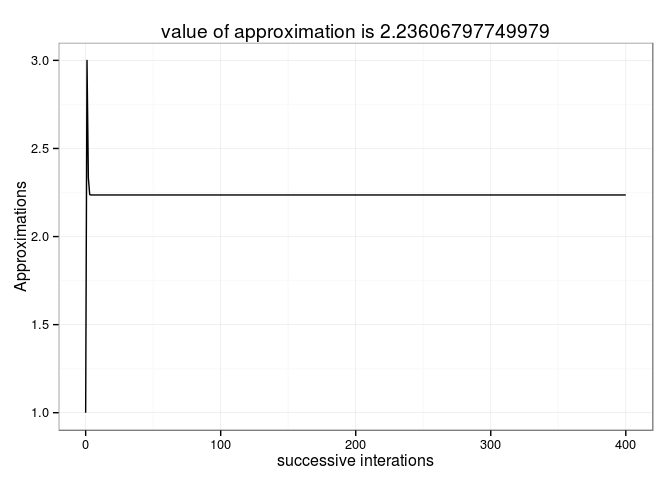 value of approximation is 2.23606797749979
3.0
2.5
2.0
1.5
1.0
Approximations
0 100 200 300 400
successive interations